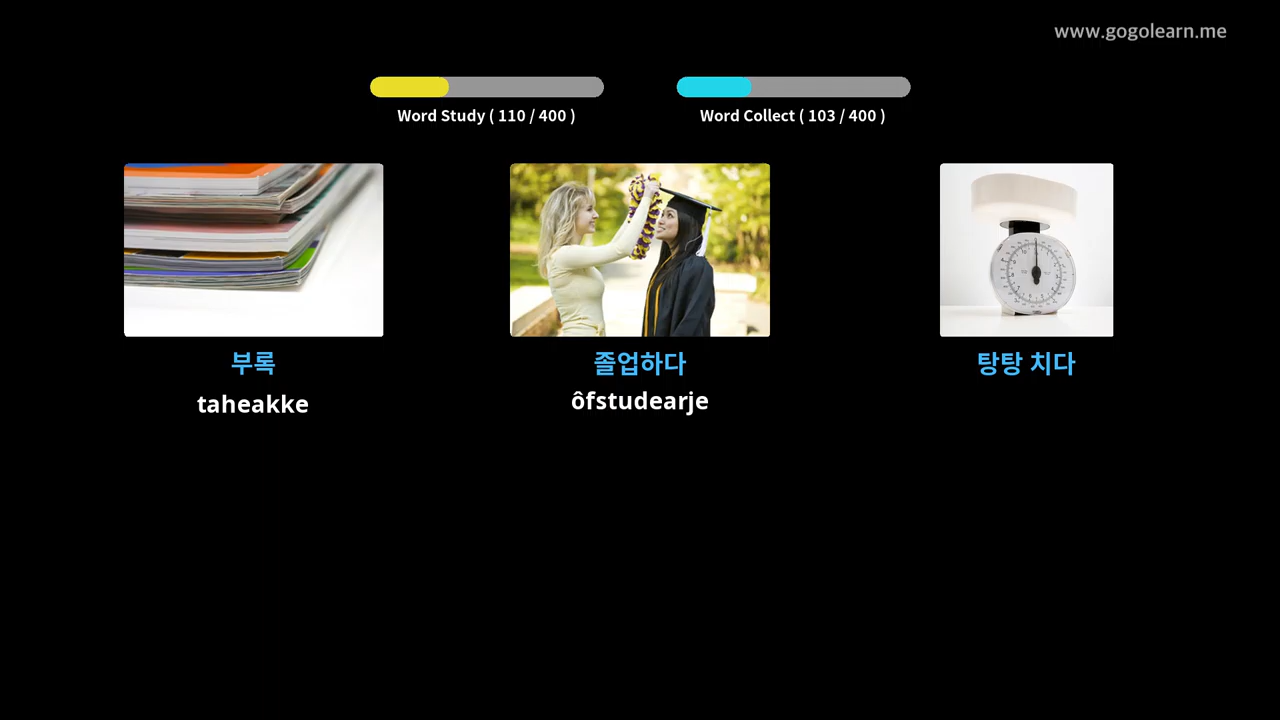 www.gogolearn.me
Word Study ( 110 / 400 )
Word Collect ( 103 / 400 )
부록
졸업하다
탕탕 치다
taheakke
ôfstudearje